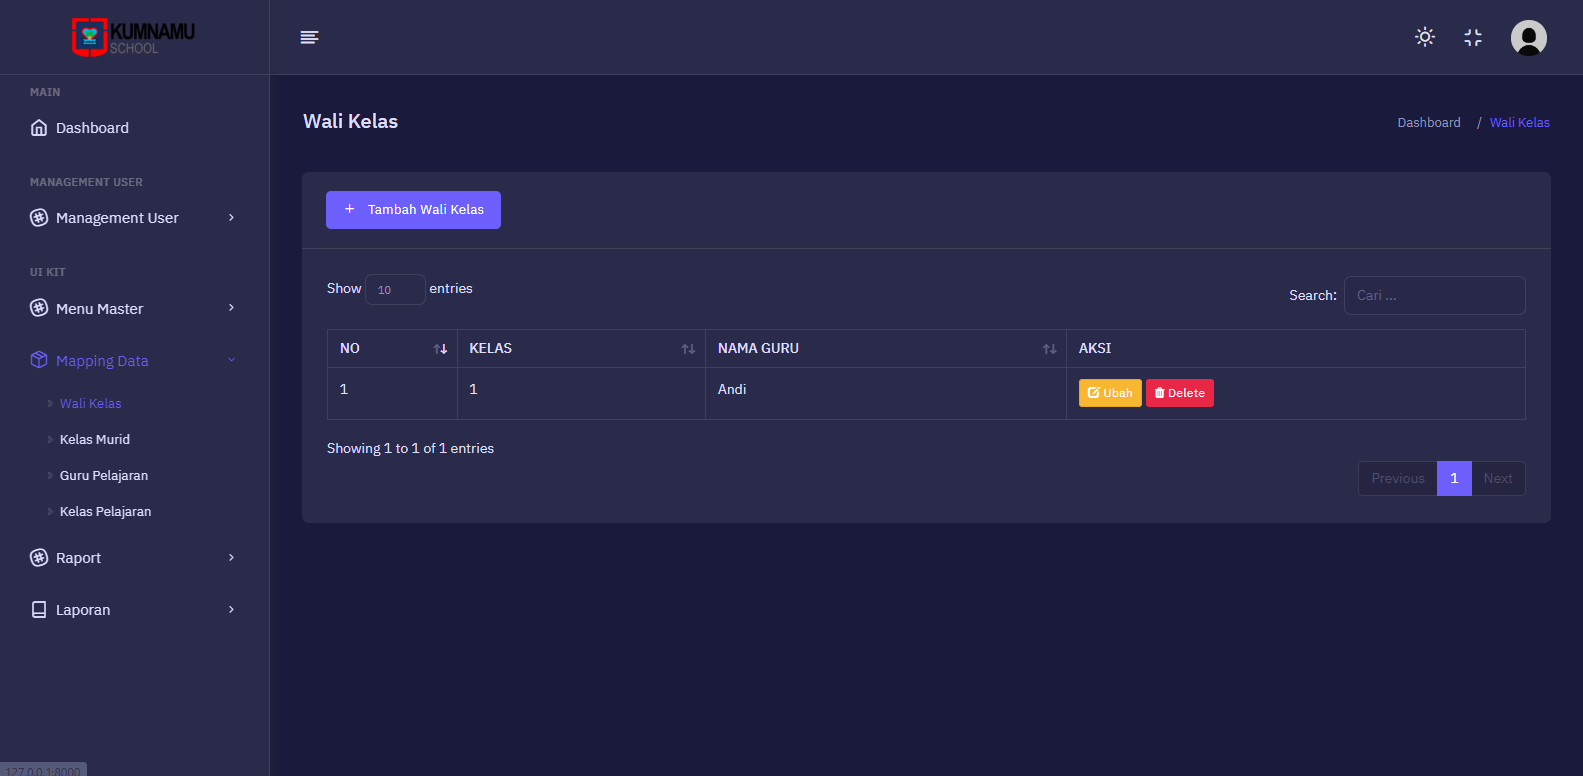 KUMNAMU
SCHOOL
MAIN
Dashboard
MANAGEMENT USER
Management User
UI KIT
Menu Master
Mapping Data
Wali Kelas
Kelas Murid
Guru Pelajaran
Kelas Pelajaran
Raport
Laporan
127.0.0.1:8000
Wali Kelas
Dashboard / Wali Kelas
+ Tambah Wali Kelas
Show 10 entries
Search: Cari ...
NO KELAS NAMA GURU AKSI
1 1 Andi Ubah Delete
Showing 1 to 1 of 1 entries
Previous 1 Next